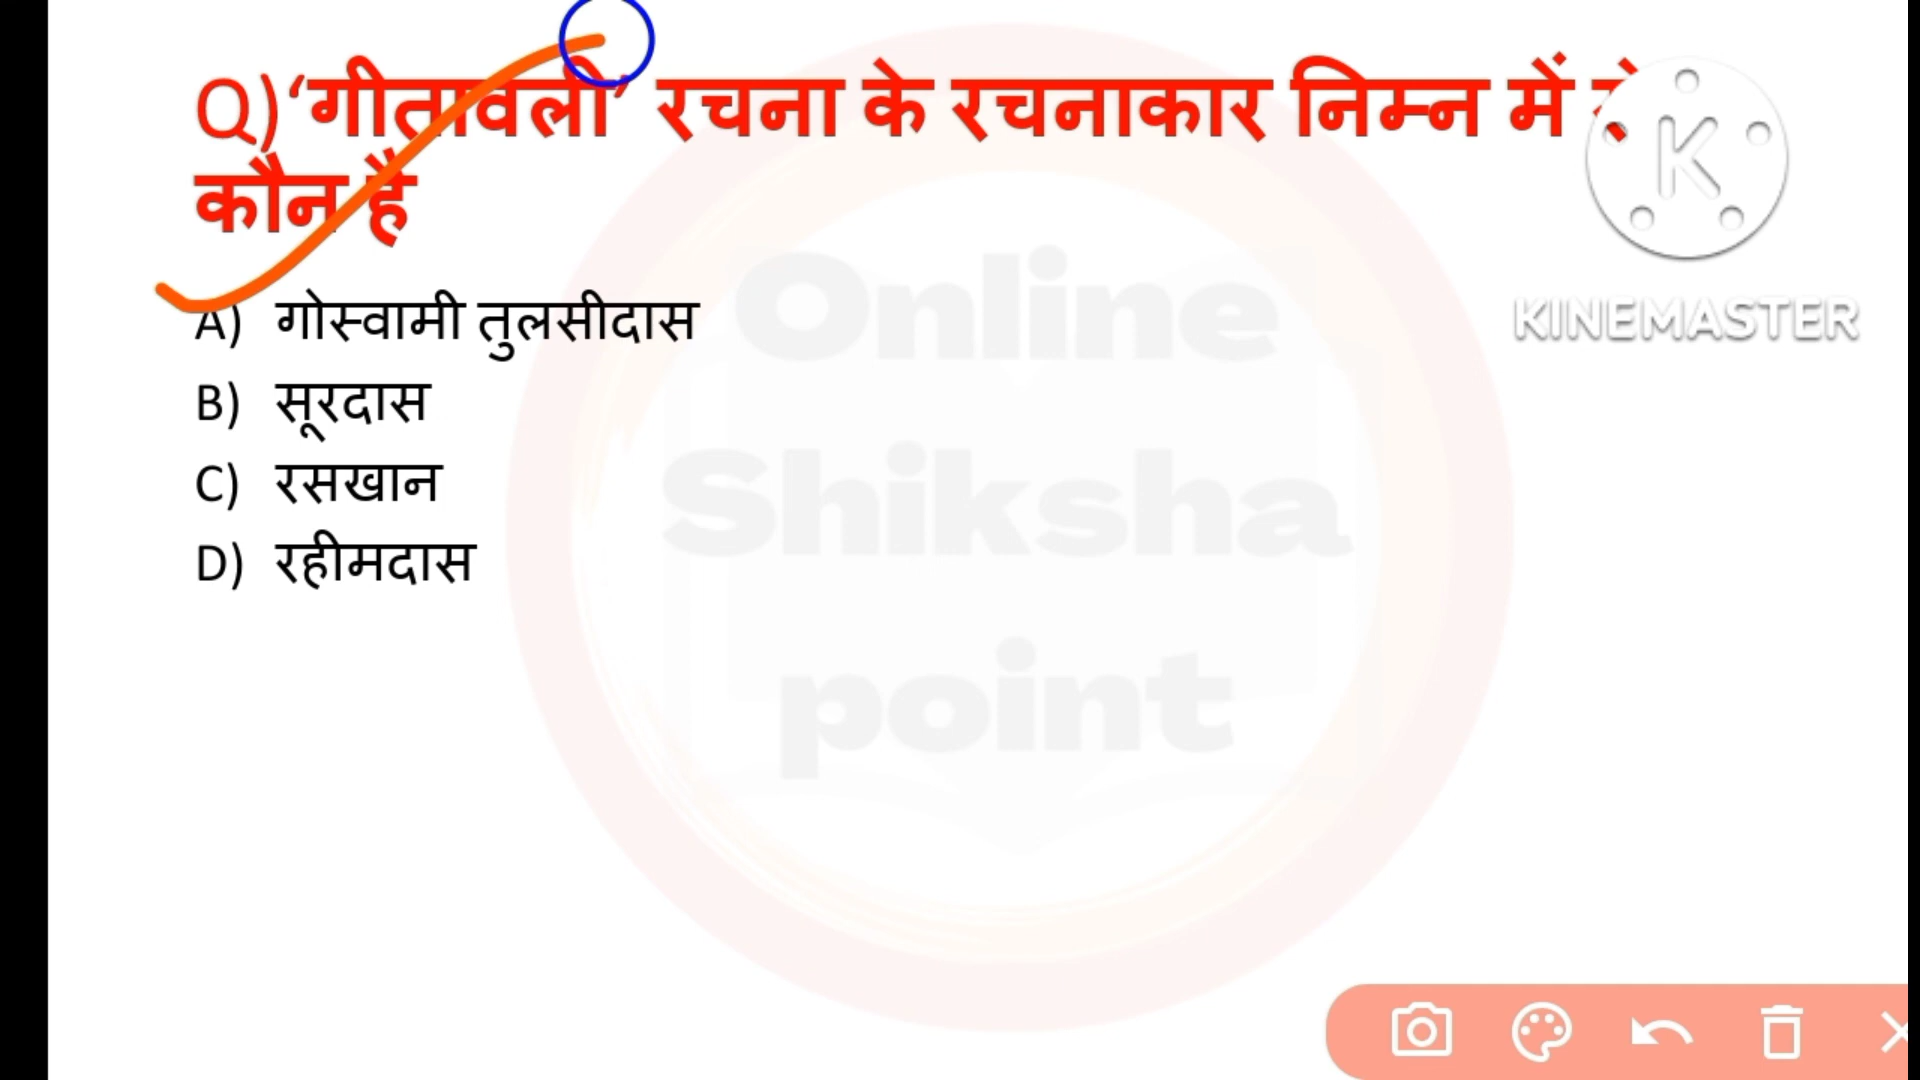 Q)‘गीतावली’ रचना के रचनाकार निम्न में से
कौन है
A) गोस्वामी तुलसीदास
B) सूरदास
C) रसखान
D) रहीमदास
Online
Shiksha
point
K
KINEMASTER